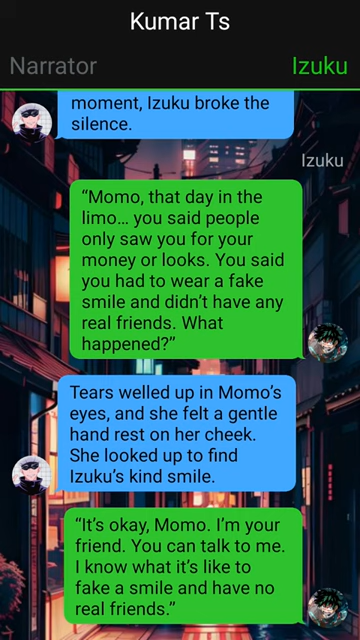 Kumar Ts
Narrator
Izuku
moment, Izuku broke the
silence.
Izuku
“Momo, that day in the
limo… you said people
only saw you for your
money or looks. You said
you had to wear a fake
smile and didn’t have any
real friends. What
happened?”
Tears welled up in Momo’s
eyes, and she felt a gentle
hand rest on her cheek.
She looked up to find
Izuku’s kind smile.
“It’s okay, Momo. I’m your
friend. You can talk to me.
I know what it’s like to
fake a smile and have no
real friends.”